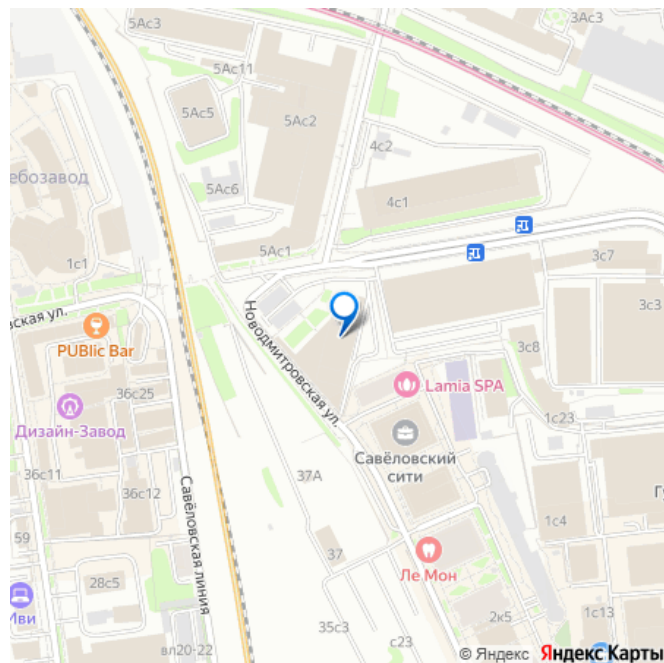 3Ас3
5Ас3
5Ас11
5Ас5
5Ас2
4с2
ебозавод
5Ас6
4с1
5Ас1
1с1
3с7
3с3
вская ул.
Новодмитровская ул.
PUBlic Bar
3с8
36с25
Lamia SPA
Дизайн-Завод
1с23
Савёловский
сити
36с11
37А
36с12
Савёловская линия
Гу
1с4
59
37
Ле Мон
28с5
Иви
2к5
1с13
35с3
с23
вл20-22
© Яндекс Яндекс Карты